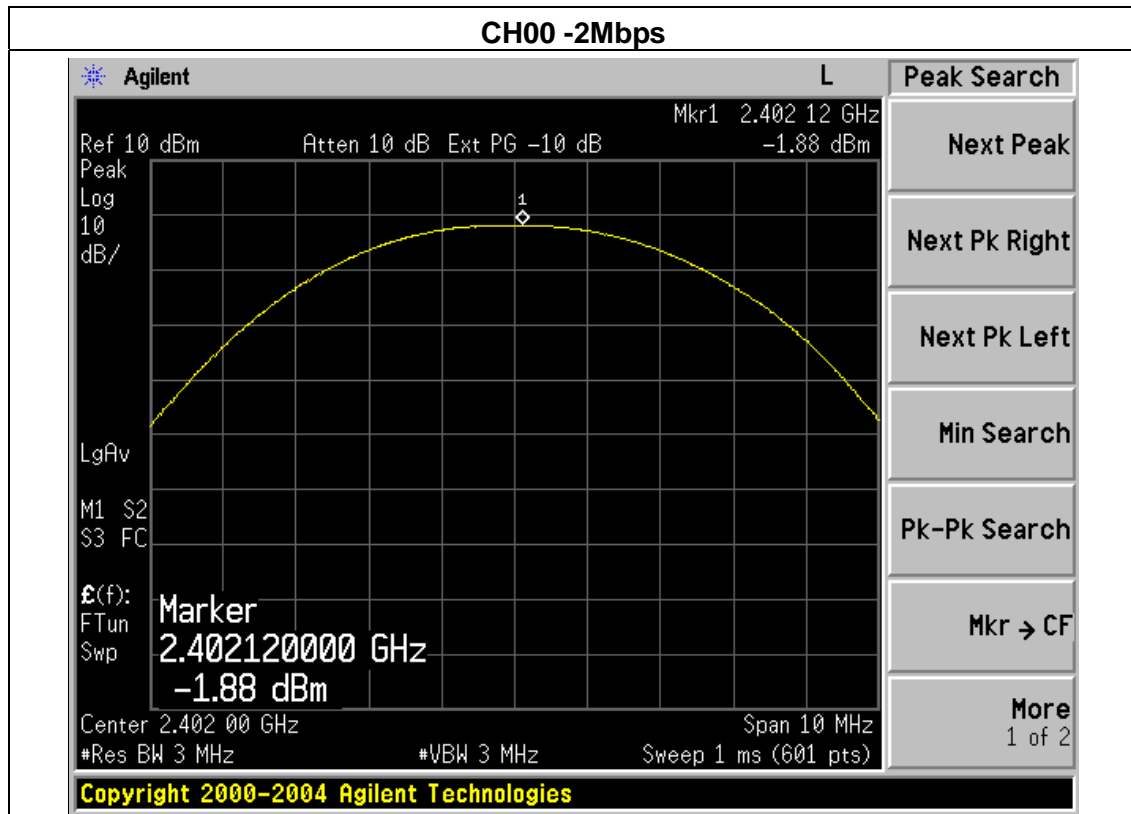 CH00 -2Mbps
Agilent L Peak Search
Mkr1 2.402 12 GHz
Ref 10 dBm Atten 10 dB Ext PG -10 dB -1.88 dBm
Peak
Log
10
dB/
1
LgAv
M1 S2
S3 FC
£(f):
FTun
Swp
Marker
2.402120000 GHz
-1.88 dBm
Center 2.402 00 GHz Span 10 MHz
#Res BW 3 MHz #VBW 3 MHz Sweep 1 ms (601 pts)
Next Peak
Next Pk Right
Next Pk Left
Min Search
Pk-Pk Search
Mkr → CF
More
1 of 2
Copyright 2000-2004 Agilent Technologies